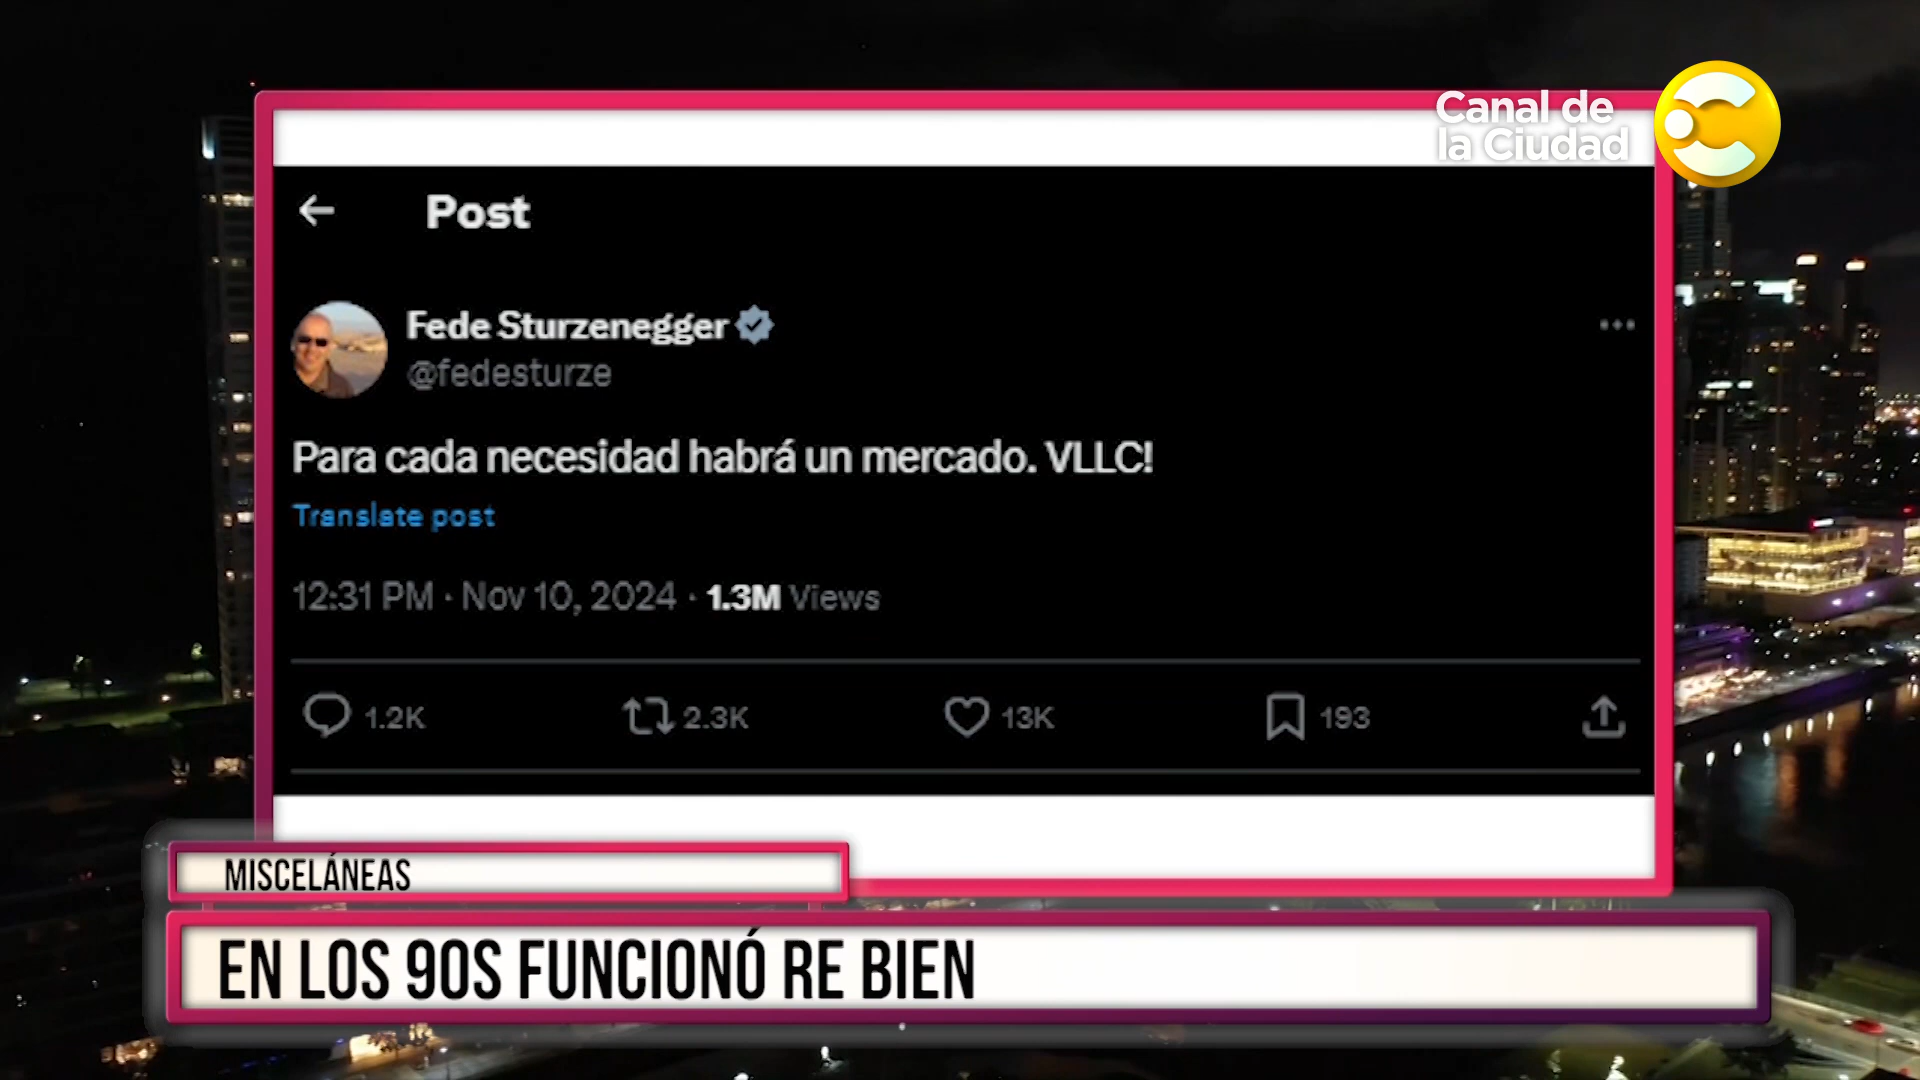 Canal de
la Ciudad
Post
Fede Sturzenegger
@fedesturze
Para cada necesidad habrá un mercado. VLLC!
Translate post
12:31 PM · Nov 10, 2024 · 1.3M Views
1.2K 2.3K 13K 193
MISCELÁNEAS
EN LOS 90S FUNCIONÓ RE BIEN